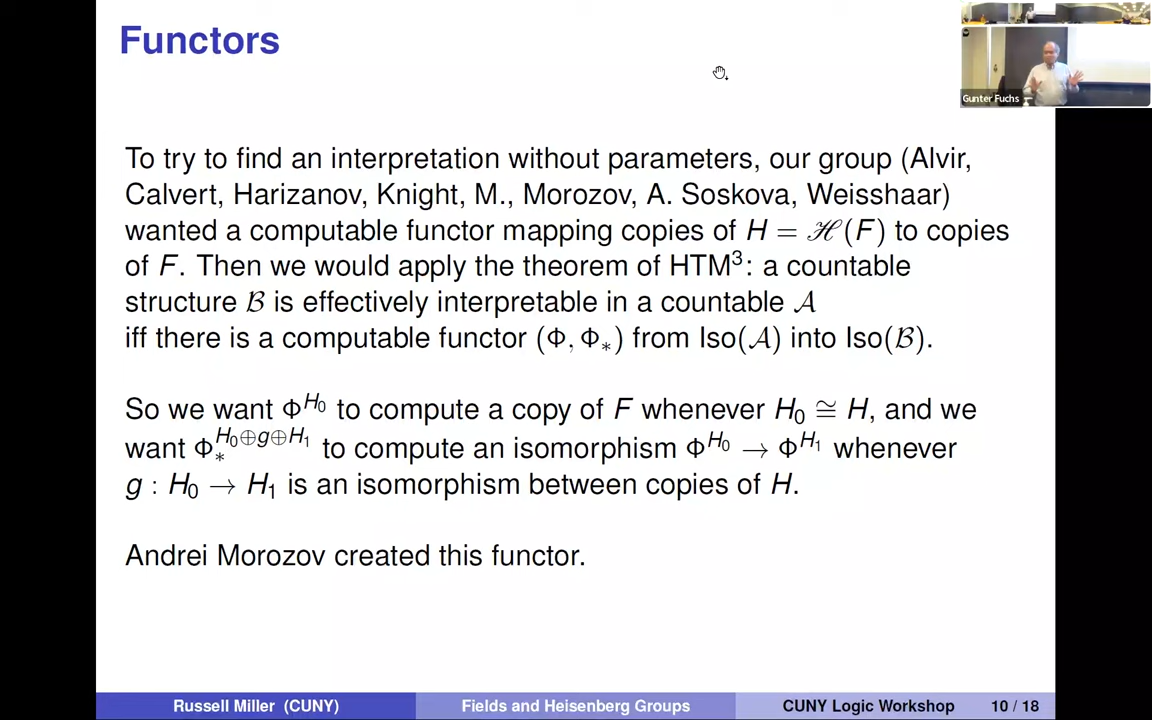 Functors
Gunter Fuchs
To try to find an interpretation without parameters, our group (Alvir,
Calvert, Harizanov, Knight, M., Morozov, A. Soskova, Weisshaar)
wanted a computable functor mapping copies of H = ℋ(F) to copies
of F. Then we would apply the theorem of HTM³: a countable
structure ℬ is effectively interpretable in a countable 𝒜
iff there is a computable functor (Φ, Φ∗) from Iso(𝒜) into Iso(ℬ).
So we want Φ^{H₀} to compute a copy of F whenever H₀ ≅ H, and we
want Φ∗^{H₀⊕g⊕H₁} to compute an isomorphism Φ^{H₀} → Φ^{H₁} whenever
g : H₀ → H₁ is an isomorphism between copies of H.
Andrei Morozov created this functor.
Russell Miller (CUNY)
Fields and Heisenberg Groups
CUNY Logic Workshop
10 / 18